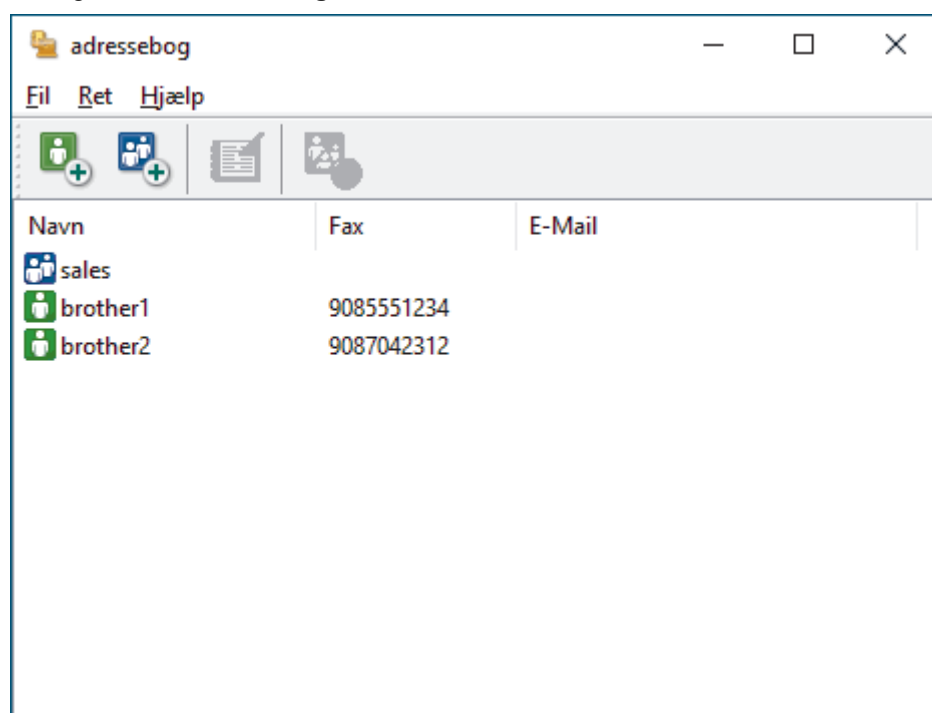 adressebog
Fil Ret Hjælp
Navn Fax E-Mail
sales
brother1 9085551234
brother2 9087042312